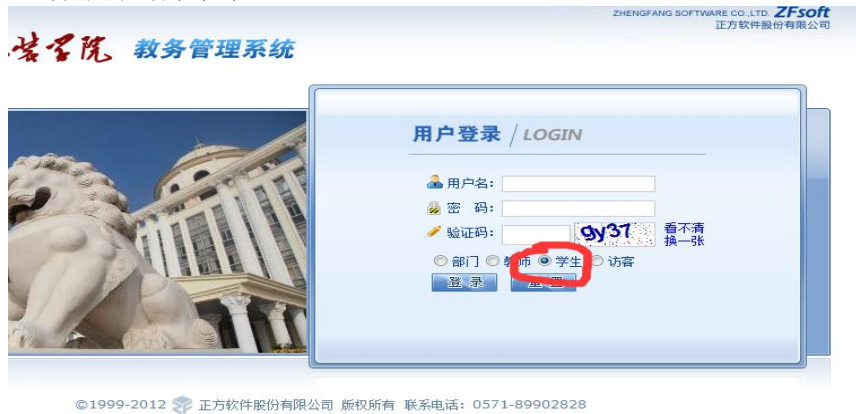 ZHENGFANG SOFTWARE CO.,LTD. ZFsoft
正方软件股份有限公司
学院 教务管理系统
用户登录 / LOGIN
用户名:
密 码:
验证码: 9y37 看不清
换一张
部门 教师 学生 访客
登 录 重 置
©1999-2012 正方软件股份有限公司 版权所有 联系电话: 0571-89902828